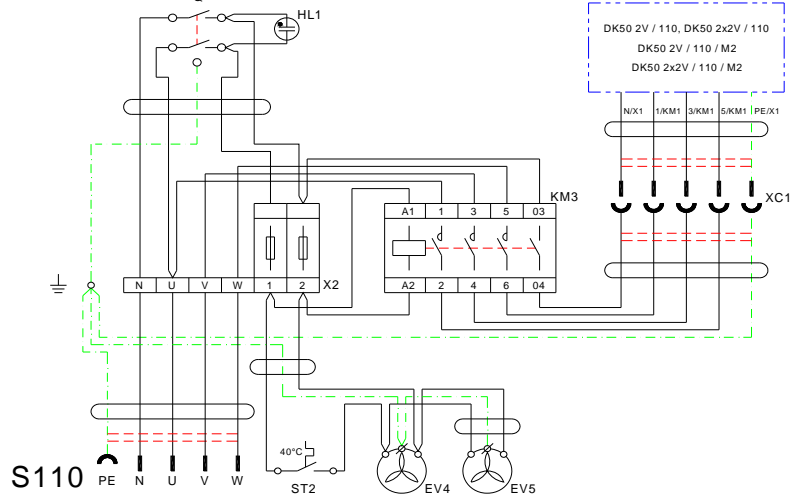 HL1
DK50 2V / 110, DK50 2x2V / 110
DK50 2V / 110 / M2
DK50 2x2V / 110 / M2
N/X1 1/KM1 3/KM1 5/KM1 PE/X1
XC1
KM3
A1 1 3 5 03
N U V W 1 2 X2
A2 2 4 6 04
40°C
S110 PE N U V W
ST2 EV4 EV5